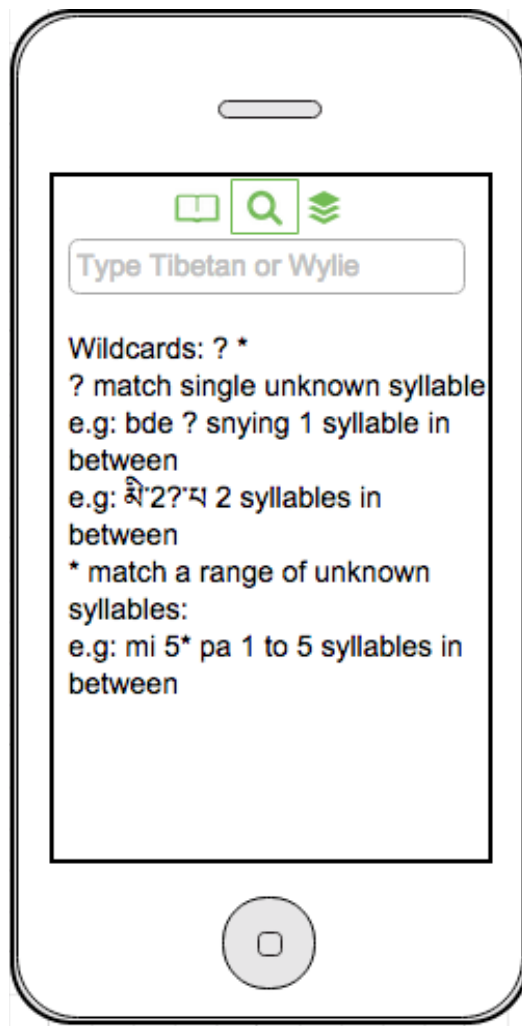 Type Tibetan or Wylie
Wildcards: ? *
? match single unknown syllable
e.g: bde ? snying 1 syllable in
between
e.g: མི་2?་པ 2 syllables in
between
* match a range of unknown
syllables:
e.g: mi 5* pa 1 to 5 syllables in
between